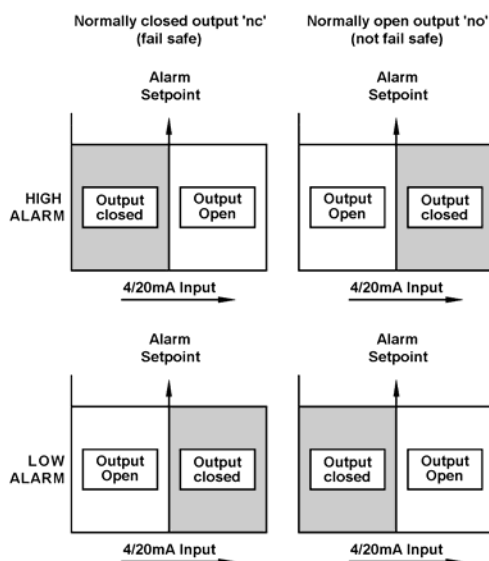 Normally closed output 'nc'
(fail safe)
Normally open output 'no'
(not fail safe)
Alarm
Setpoint
Alarm
Setpoint
HIGH
ALARM
Output
closed
Output
Open
Output
Open
Output
closed
4/20mA Input
4/20mA Input
Alarm
Setpoint
Alarm
Setpoint
LOW
ALARM
Output
Open
Output
closed
Output
closed
Output
Open
4/20mA Input
4/20mA Input